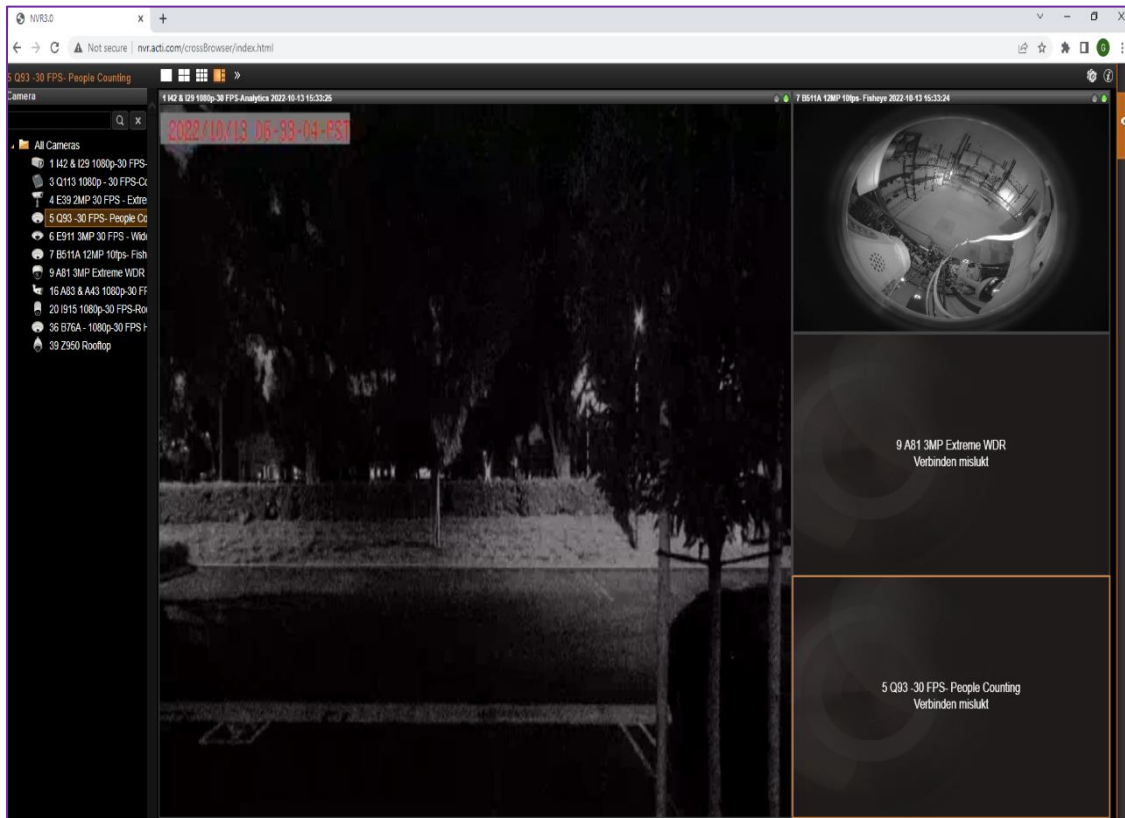 NVR3.0
Not secure | nvr.acti.com/crossBrowser/index.html
G
5 Q93 -30 FPS- People Counting
Camera
All Cameras
1 I42 & I29 1080p-30 FPS-
3 Q113 1080p - 30 FPS-Co
4 E39 2MP 30 FPS - Extre
5 Q93 -30 FPS- People Co
6 E911 3MP 30 FPS - Wide
7 B511A 12MP 10fps- Fish
9 A81 3MP Extreme WDR
16 A83 & A43 1080p-30 FP
20 I915 1080p-30 FPS-Ro
36 B76A - 1080p-30 FPS H
39 Z950 Rooftop
1 I42 & I29 1080p-30 FPS-Analytics 2022-10-13 15:33:25
2022/10/13 06-33-04-PST
7 B511A 12MP 10fps- Fisheye 2022-10-13 15:33:24
9 A81 3MP Extreme WDR
Verbinden mislukt
5 Q93 -30 FPS- People Counting
Verbinden mislukt